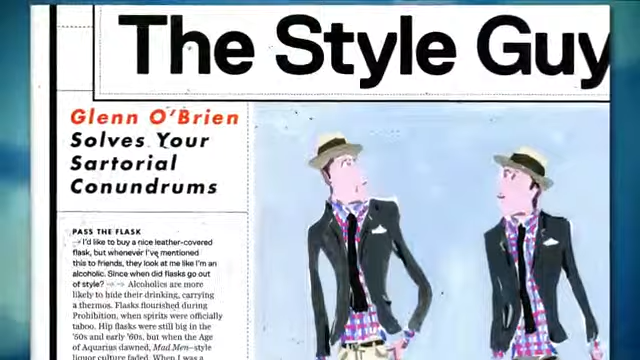 The Style Guy
Glenn O'Brien
Solves Your
Sartorial
Conundrums
PASS THE FLASK
I'd like to buy a nice leather-covered
flask, but whenever I've mentioned
this to friends, they look at me like I'm an
alcoholic. Since when did flasks go out
of style? Alcoholics are more
likely to hide their drinking, carrying
a thermos. Flasks flourished during
Prohibition, when spirits were officially
taboo. Hip flasks were still big in the
'50s and early '60s, but when the Age
of Aquarius dawned, Mad Men–style
liquor culture faded. When I was a